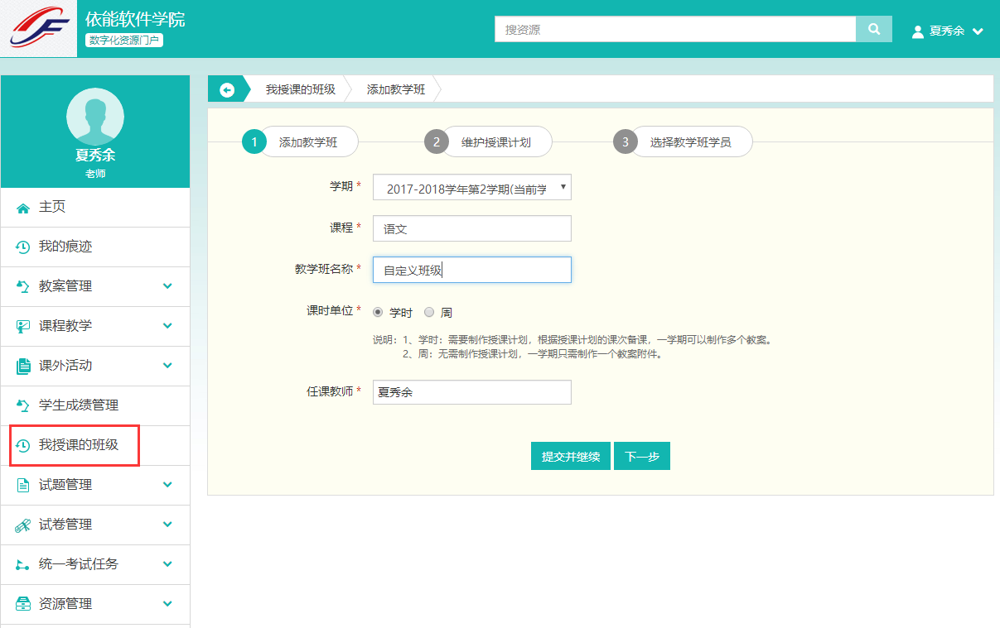 依能软件学院
数字化资源门户
搜资源
夏秀余
夏秀余
老师
主页
我的痕迹
教案管理
课程教学
课外活动
学生成绩管理
我授课的班级
试题管理
试卷管理
统一考试任务
资源管理
我授课的班级 添加教学班
1 添加教学班 2 维护授课计划 3 选择教学班学员
学期 * 2017-2018学年第2学期(当前学
课程 * 语文
教学班名称 * 自定义班级
课时单位 * 学时 周
说明：1、学时：需要制作授课计划，根据授课计划的课次备课，一学期可以制作多个教案。
2、周：无需制作授课计划，一学期只需制作一个教案附件。
任课教师 * 夏秀余
提交并继续 下一步